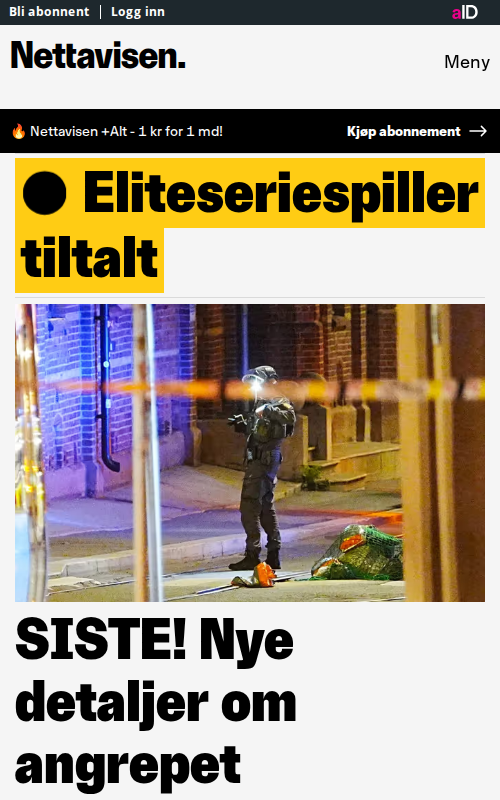 Bli abonnent
Logg inn
aID
Nettavisen.
Meny
🔥 Nettavisen +Alt - 1 kr for 1 md!
Kjøp abonnement →
● Eliteseriespiller
tiltalt
SISTE! Nye
detaljer om
angrepet